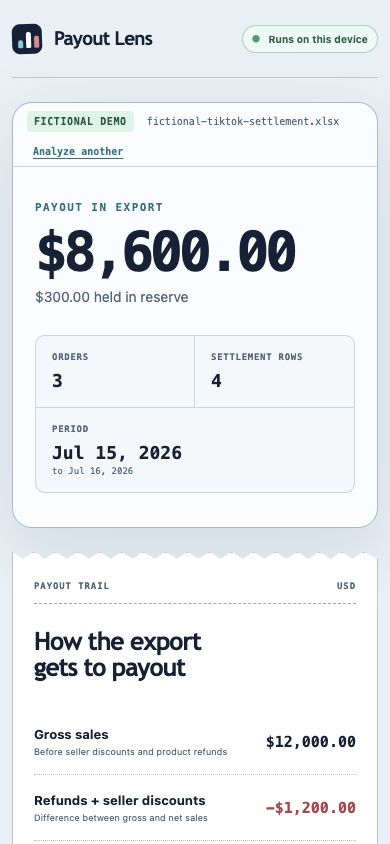 Payout Lens
Runs on this device
FICTIONAL DEMO fictional-tiktok-settlement.xlsx
Analyze another
PAYOUT IN EXPORT
$8,600.00
$300.00 held in reserve
ORDERS
3
SETTLEMENT ROWS
4
PERIOD
Jul 15, 2026
to Jul 16, 2026
PAYOUT TRAIL USD
How the export
gets to payout
Gross sales
Before seller discounts and product refunds
$12,000.00
Refunds + seller discounts
Difference between gross and net sales
−$1,200.00